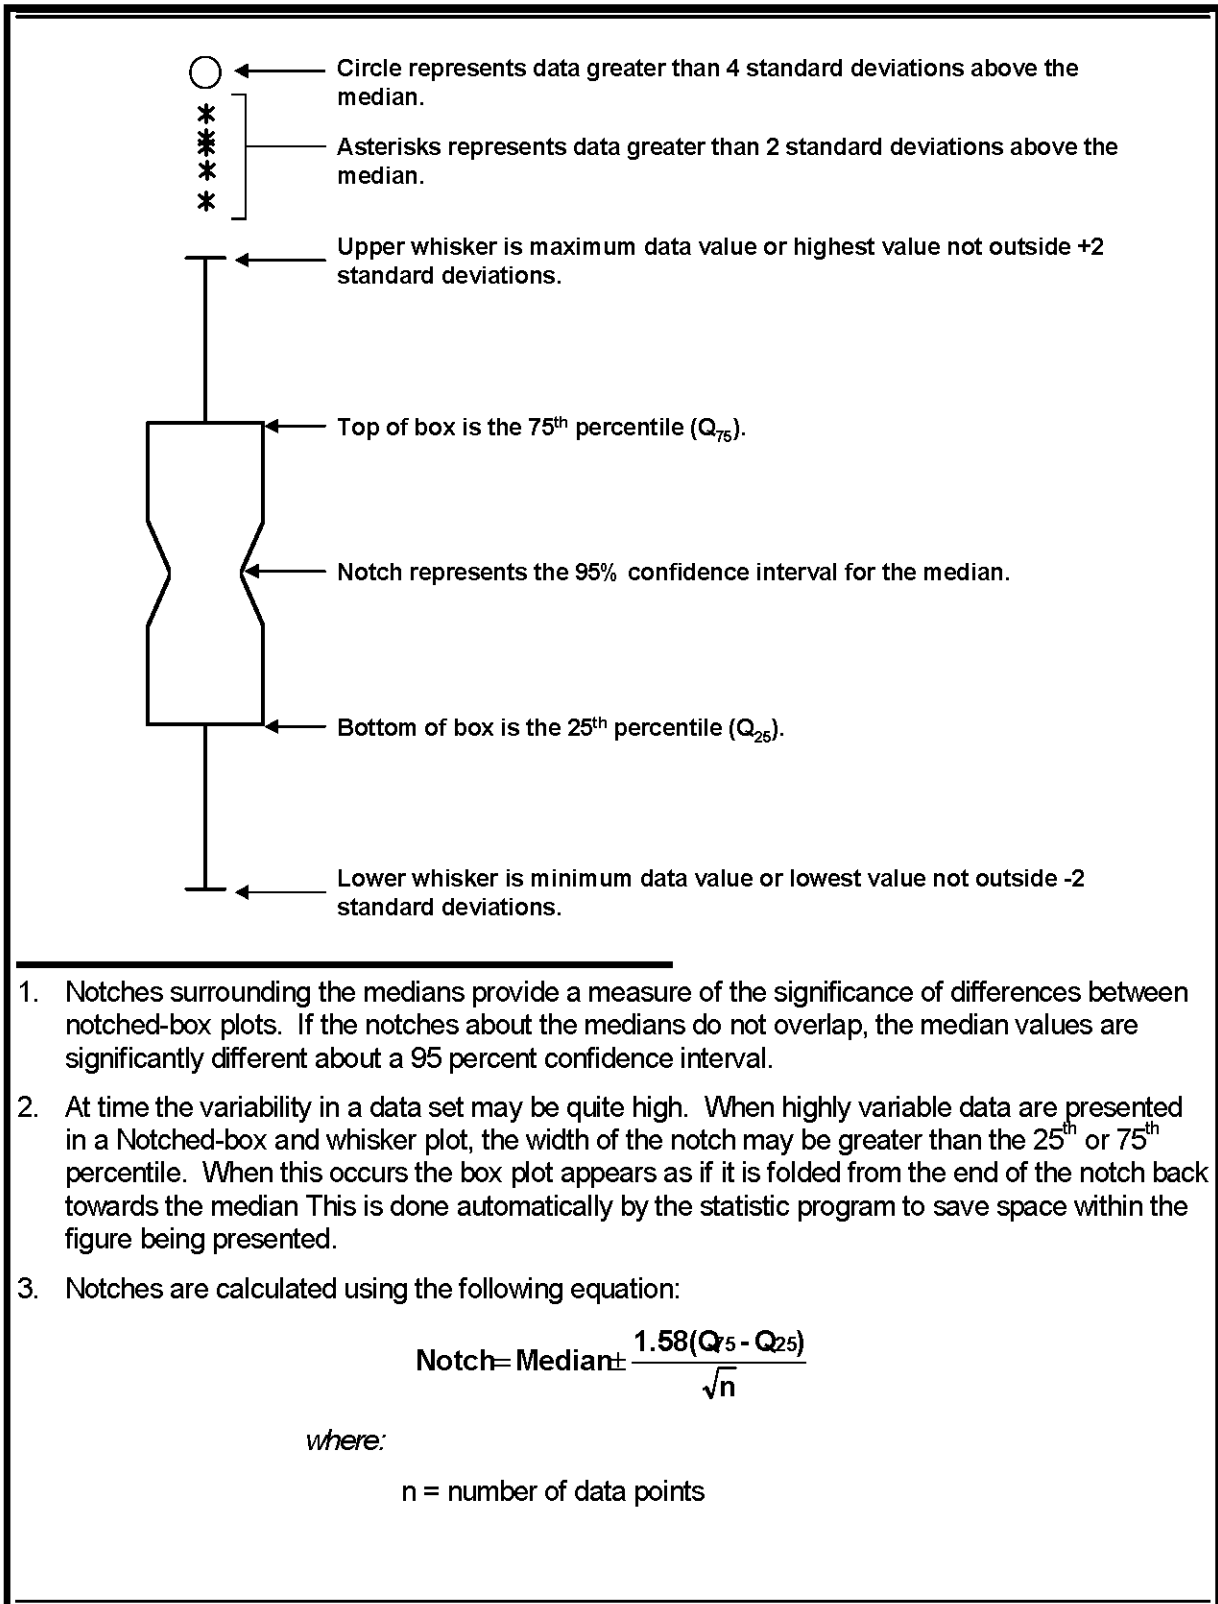 Circle represents data greater than 4 standard deviations above the
median.
Asterisks represents data greater than 2 standard deviations above the
median.
Upper whisker is maximum data value or highest value not outside +2
standard deviations.
Top of box is the 75th percentile (Q75).
Notch represents the 95% confidence interval for the median.
Bottom of box is the 25th percentile (Q25).
Lower whisker is minimum data value or lowest value not outside -2
standard deviations.
1. Notches surrounding the medians provide a measure of the significance of differences between
notched-box plots. If the notches about the medians do not overlap, the median values are
significantly different about a 95 percent confidence interval.
2. At time the variability in a data set may be quite high. When highly variable data are presented
in a Notched-box and whisker plot, the width of the notch may be greater than the 25th or 75th
percentile. When this occurs the box plot appears as if it is folded from the end of the notch back
towards the median This is done automatically by the statistic program to save space within the
figure being presented.
3. Notches are calculated using the following equation:
Notch= Median± 1.58(Q75 - Q25)
√n
where:
n = number of data points